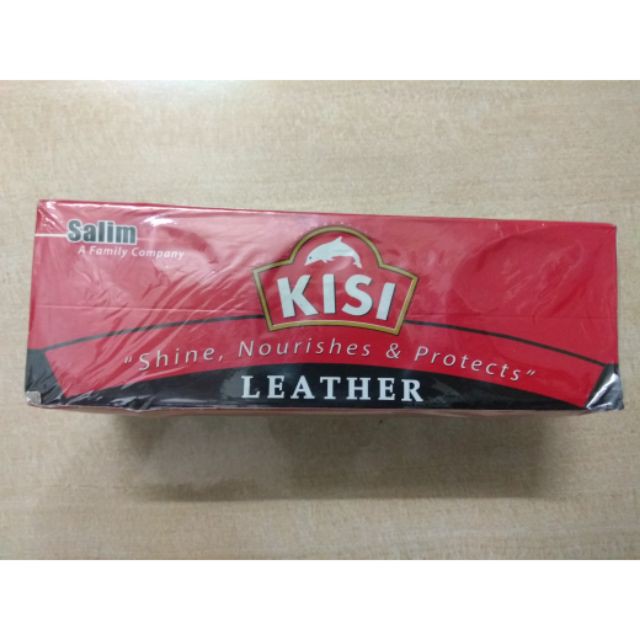 Salim
A Family Company
KISI
"Shine, Nourishes & Protects"
LEATHER